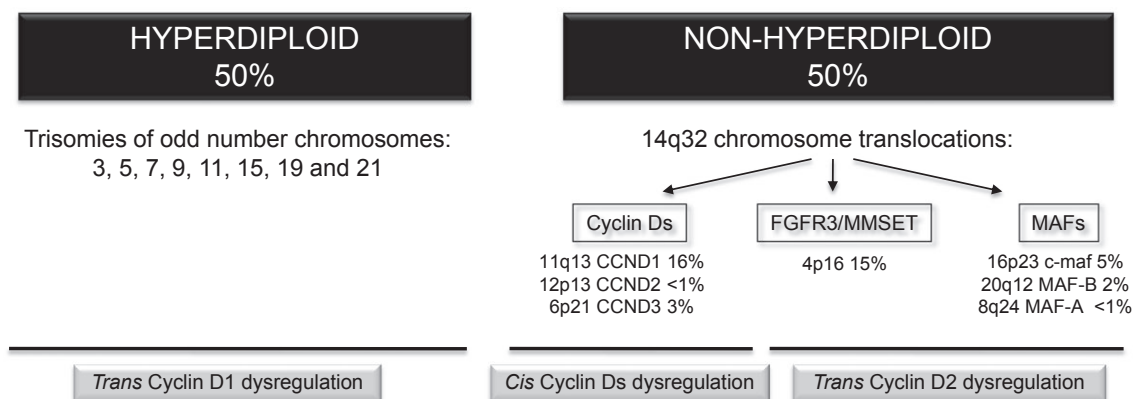 HYPERDIPLOID
50%
NON-HYPERDIPLOID
50%
Trisomies of odd number chromosomes:
3, 5, 7, 9, 11, 15, 19 and 21
14q32 chromosome translocations:
Cyclin Ds
11q13 CCND1 16%
12p13 CCND2 <1%
6p21 CCND3 3%
FGFR3/MMSET
4p16 15%
MAFs
16p23 c-maf 5%
20q12 MAF-B 2%
8q24 MAF-A <1%
Trans Cyclin D1 dysregulation
Cis Cyclin Ds dysregulation
Trans Cyclin D2 dysregulation